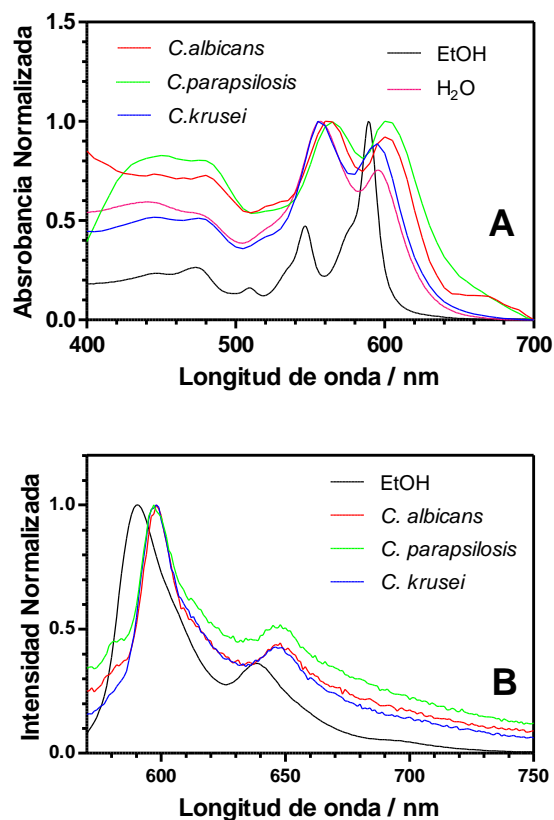 1.5
1.0
0.5
0.0
Absrobancia Normalizada
C.albicans
C.parapsilosis
C.krusei
EtOH
H2O
A
400
500
600
700
Longitud de onda / nm
1.0
0.5
0.0
Intensidad Normalizada
EtOH
C. albicans
C. parapsilosis
C. krusei
B
600
650
700
750
Longitud de onda / nm